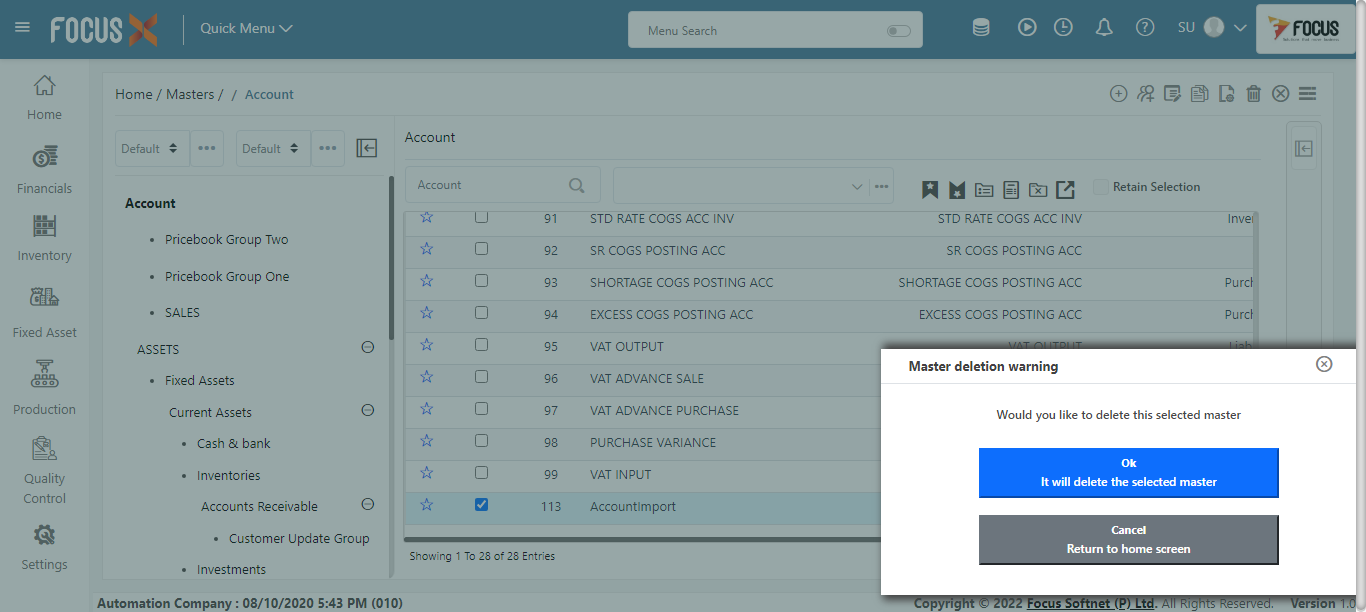 FOCUS X
Quick Menu
Menu Search
SU
FOCUS
Home
Financials
Inventory
Fixed Asset
Production
Quality
Control
Settings
Home / Masters / / Account
Default
Default
Account
Pricebook Group Two
Pricebook Group One
SALES
ASSETS
Fixed Assets
Current Assets
Cash & bank
Inventories
Accounts Receivable
Customer Update Group
Investments
Account
Account
Retain Selection
91 STD RATE COGS ACC INV STD RATE COGS ACC INV
92 SR COGS POSTING ACC SR COGS POSTING ACC
93 SHORTAGE COGS POSTING ACC SHORTAGE COGS POSTING ACC Purch
94 EXCESS COGS POSTING ACC EXCESS COGS POSTING ACC Purch
95 VAT OUTPUT VAT OUTPUT
96 VAT ADVANCE SALE
97 VAT ADVANCE PURCHASE
98 PURCHASE VARIANCE
99 VAT INPUT
113 AccountImport
Showing 1 To 28 of 28 Entries
Master deletion warning
Would you like to delete this selected master
Ok
It will delete the selected master
Cancel
Return to home screen
Automation Company : 08/10/2020 5:43 PM (010)
Copyright © 2022 Focus Softnet (P) Ltd. All Rights Reserved. Version 1.0